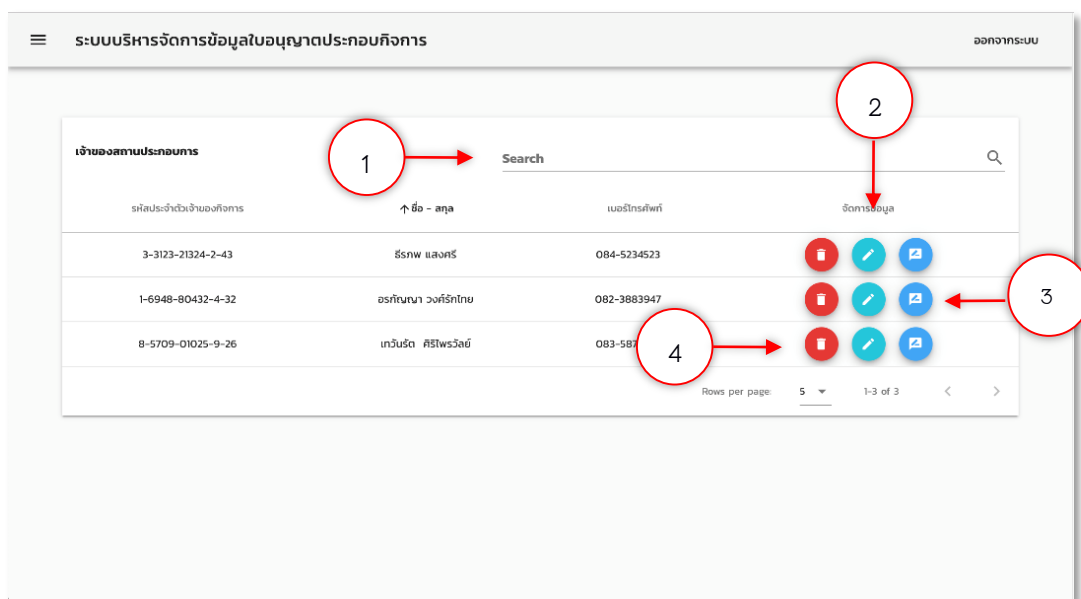 ระบบบริหารจัดการข้อมูลใบอนุญาตประกอบกิจการ ออกจากระบบ
2
เจ้าของสถานประกอบการ 1 Search
รหัสประจำตัวเจ้าของกิจการ ชื่อ - สกุล เบอร์โทรศัพท์ จัดการข้อมูล
3-3123-21324-2-43 ธีรภพ แสงศรี 084-5234523
1-6948-80432-4-32 อรกัญญา วงศ์รักไทย 082-3883947 3
8-5709-01025-9-26 เทวันรัต ศิริไพรวัลย์ 083-587 4
Rows per page: 5 1-3 of 3